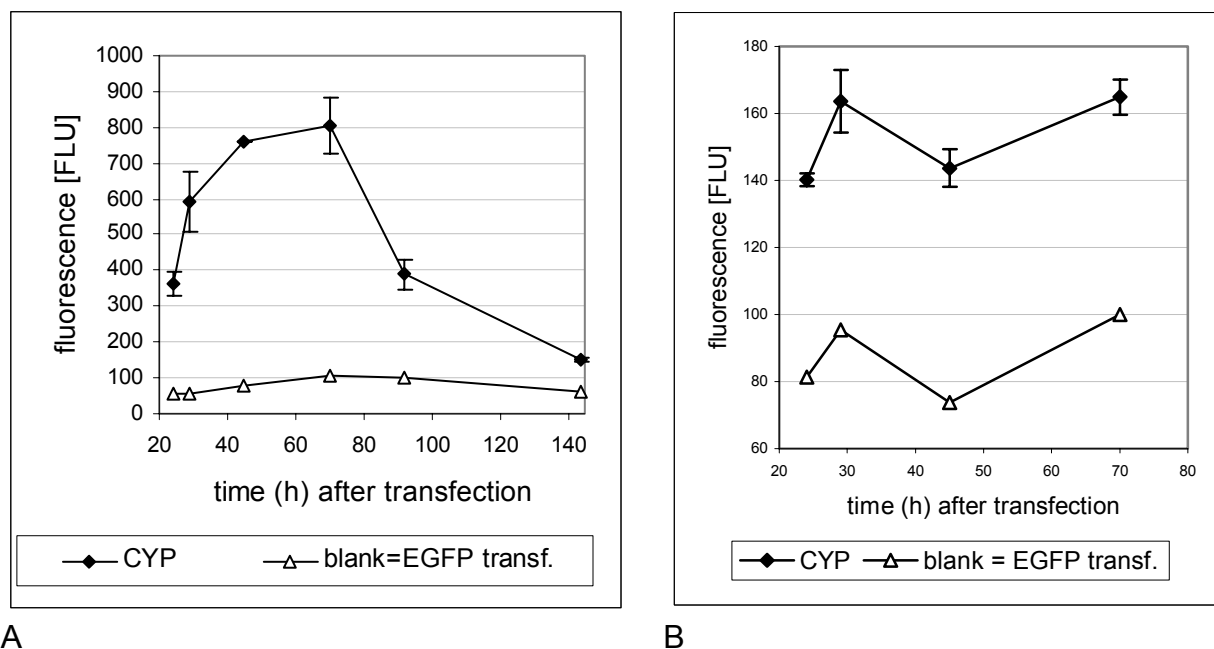 1000
900
800
700
600
500
400
300
200
100
0
fluorescence [FLU]
20 40 60 80 100 120 140
time (h) after transfection
CYP blank=EGFP transf.
A
180
160
140
120
100
80
60
fluorescence [FLU]
20 30 40 50 60 70 80
time (h) after transfection
CYP blank = EGFP transf.
B